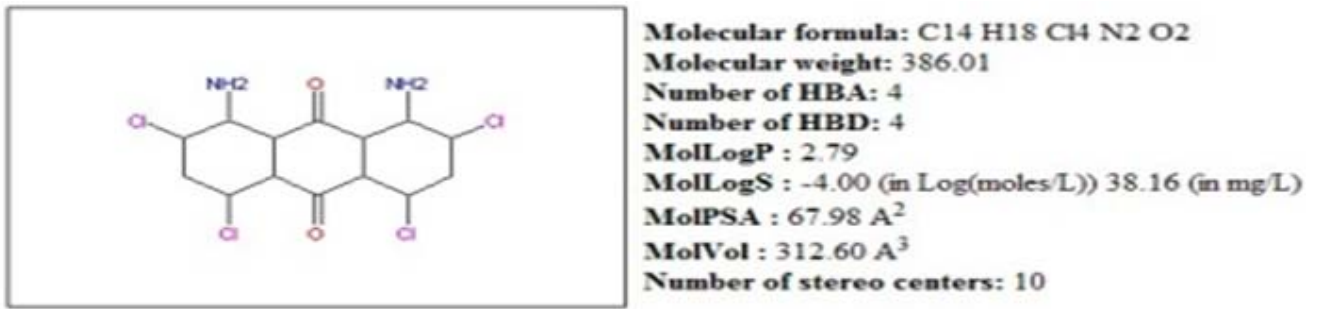 NH2 O NH2
Cl Cl
Cl O Cl
Molecular formula: C14 H18 Cl4 N2 O2
Molecular weight: 386.01
Number of HBA: 4
Number of HBD: 4
MolLogP : 2.79
MolLogS : -4.00 (in Log(moles/L)) 38.16 (in mg/L)
MolPSA : 67.98 A²
MolVol : 312.60 A³
Number of stereo centers: 10